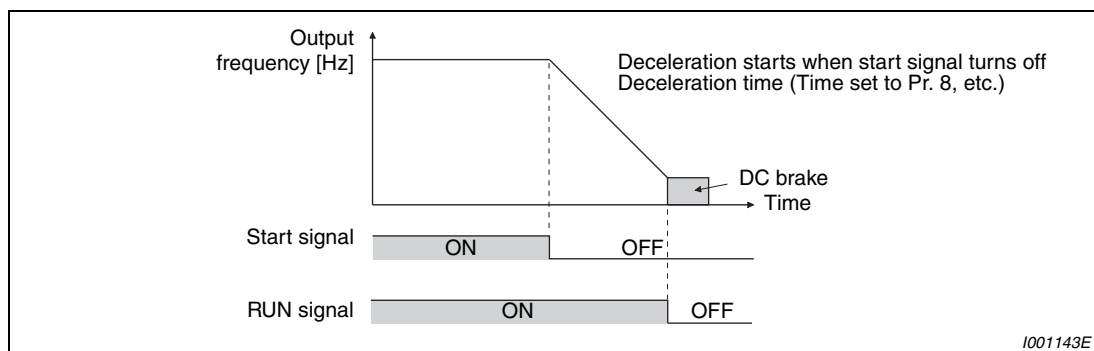 Output
frequency [Hz]
Deceleration starts when start signal turns off
Deceleration time (Time set to Pr. 8, etc.)
DC brake
Time
Start signal
ON
OFF
RUN signal
ON
OFF
I001143E